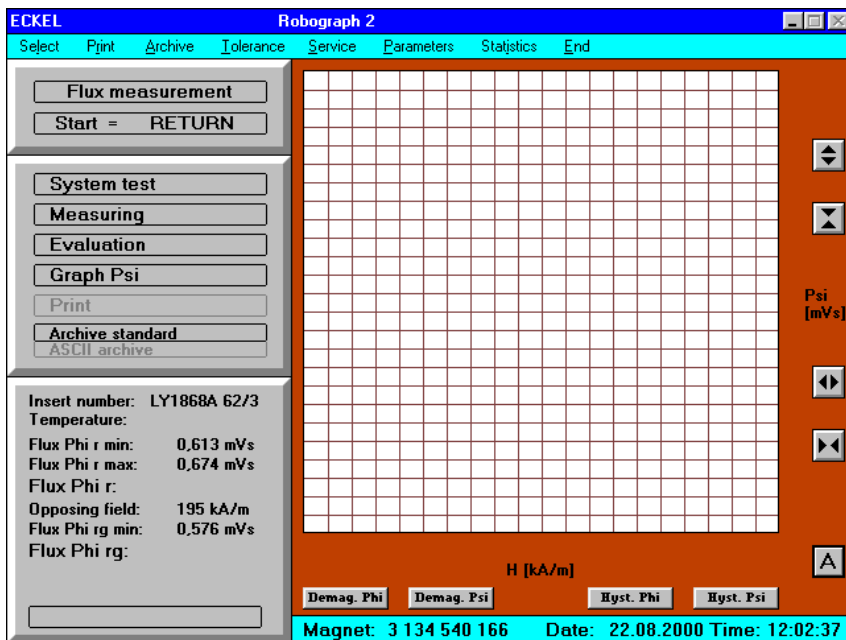 ECKEL Robograph 2
Select Print Archive Tolerance Service Parameters Statistics End
Flux measurement
Start = RETURN
System test
Measuring
Evaluation
Graph Psi
Print
Archive standard
ASCII archive
Insert number: LY1868A 62/3
Temperature:
Flux Phi r min: 0,613 mVs
Flux Phi r max: 0,674 mVs
Flux Phi r:
Opposing field: 195 kA/m
Flux Phi rg min: 0,576 mVs
Flux Phi rg:
Psi
[mVs]
A
H [kA/m]
Demag. Phi Demag. Psi Hyst. Phi Hyst. Psi
Magnet: 3 134 540 166 Date: 22.08.2000 Time: 12:02:37